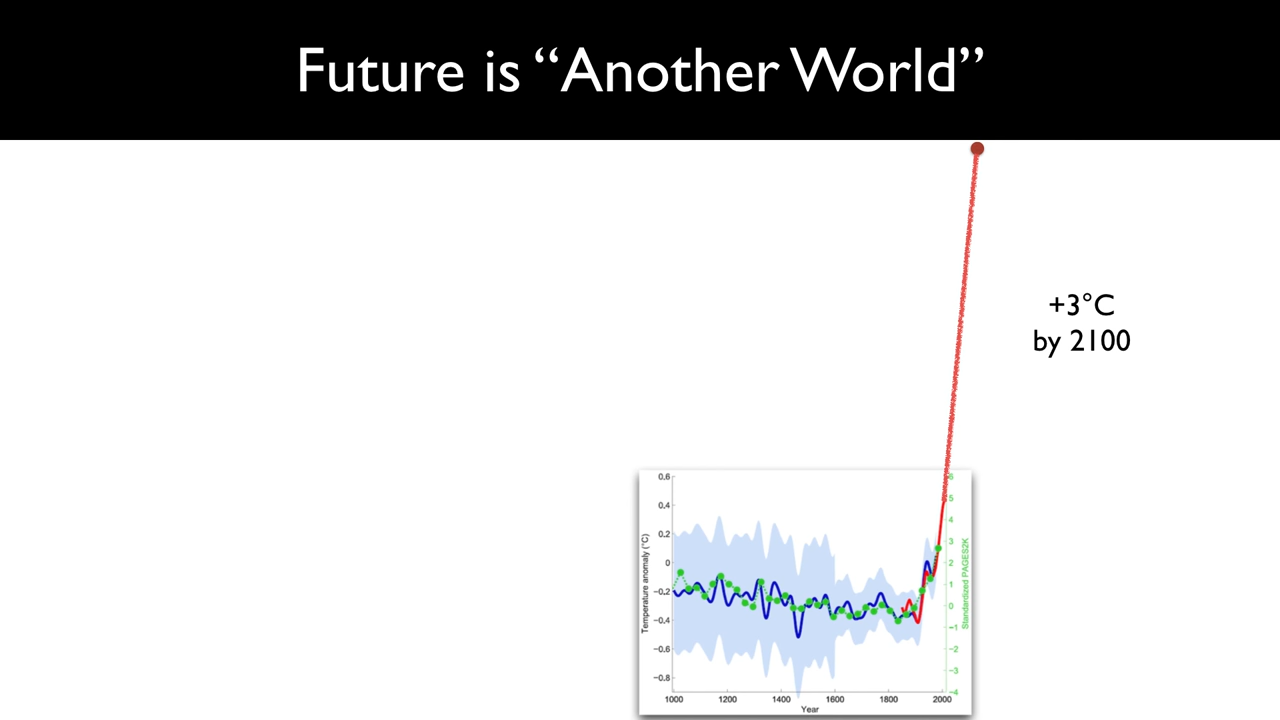 Future is “Another World”
+3°C
by 2100
0.6
0.4
0.2
0
−0.2
−0.4
−0.6
−0.8
Temperature anomaly (°C)
6
5
4
3
2
1
0
−1
−2
−3
−4
Standardized PAGES2K
1000 1200 1400 1600 1800 2000
Year